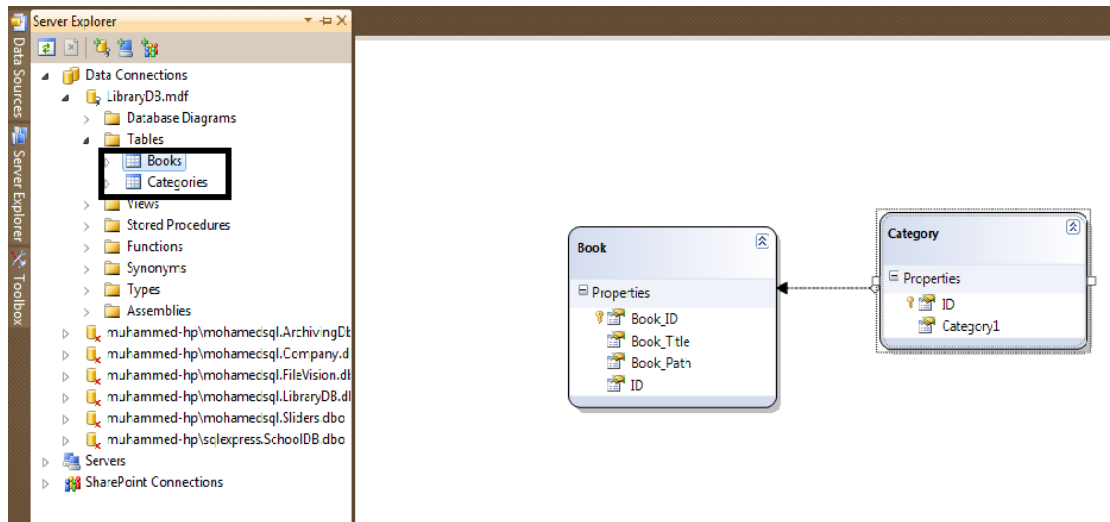 Server Explorer
Data Sources
Server Explorer
Toolbox
Data Connections
LibraryDB.mdf
Database Diagrams
Tables
Books
Categories
Views
Stored Procedures
Functions
Synonyms
Types
Assemblies
muhammed-hp\mohamedsql.ArchivingDb
muhammed-hp\mohamedsql.Company.d
muhammed-hp\mohamedsql.FileVision.db
muhammed-hp\mohamedsql.LibraryDB.dl
muhammed-hp\mohamedsql.Sliders.dbo
muhammed-hp\sqlexpress.SchoolDB.dbo
Servers
SharePoint Connections
Book
Properties
Book_ID
Book_Title
Book_Path
ID
Category
Properties
ID
Category1